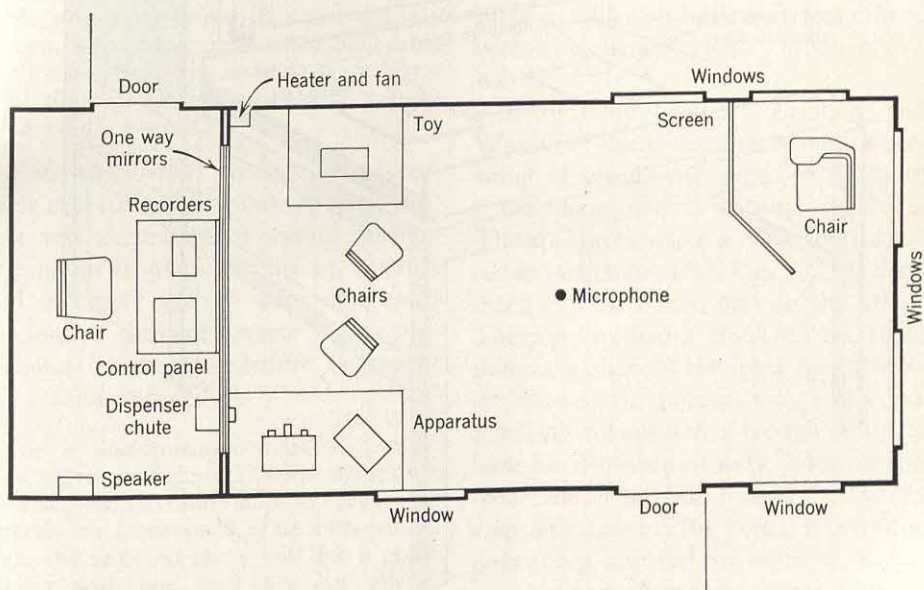 Windows
Door
Heater and fan
Toy
Screen
One way
mirrors
Recorders
Chair
Windows
Chairs
Microphone
Chair
Control panel
Dispenser
chute
Apparatus
Speaker
Window
Door
Window